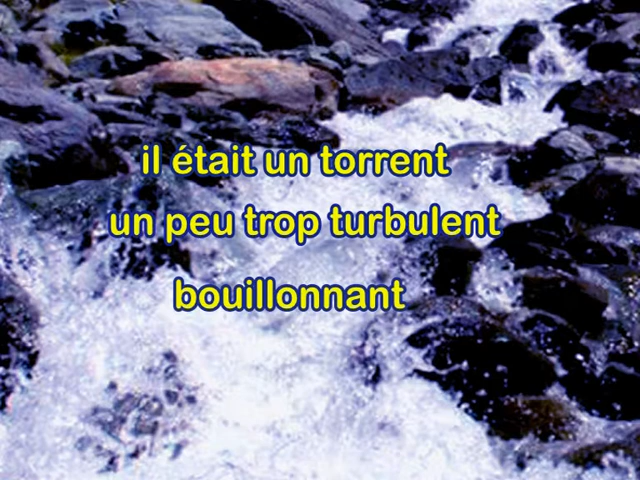 il était un torrent
un peu trop turbulent
bouillonnant